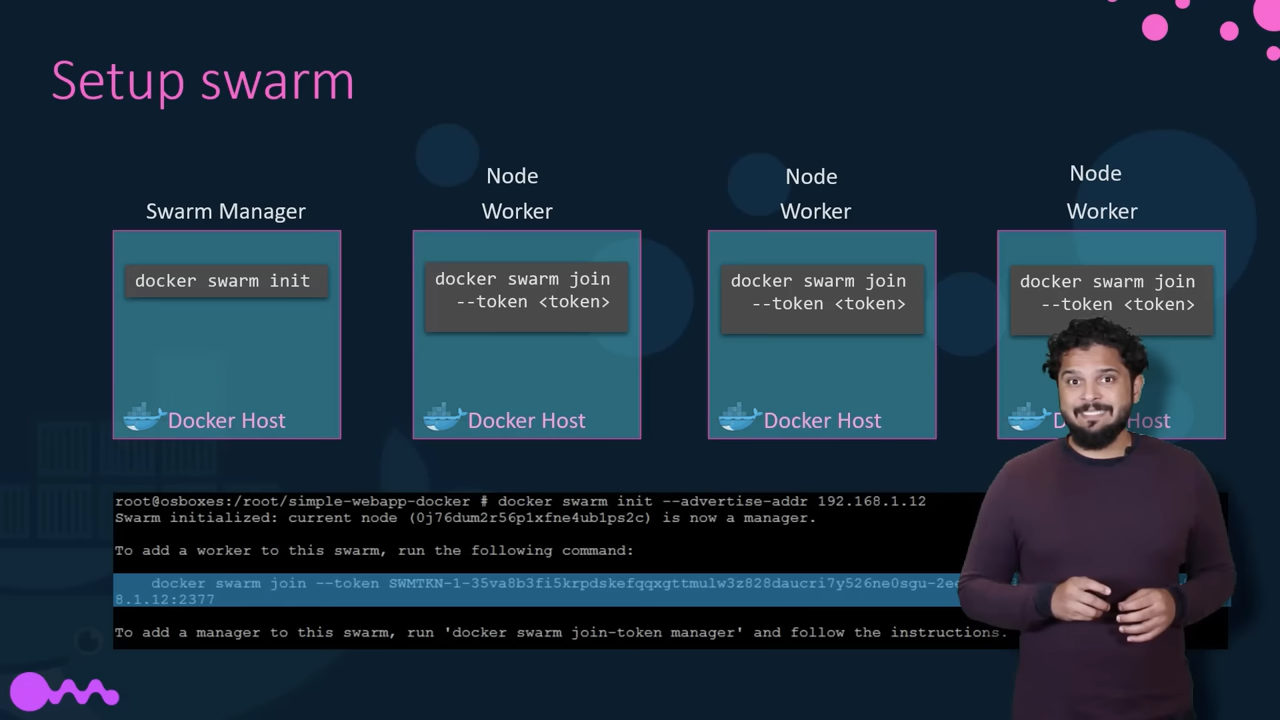 Setup swarm
Swarm Manager
docker swarm init
Docker Host
Node
Worker
docker swarm join
--token <token>
Docker Host
Node
Worker
docker swarm join
--token <token>
Docker Host
Node
Worker
docker swarm join
--token <token>
root@osboxes:/root/simple-webapp-docker # docker swarm init --advertise-addr 192.168.1.12
Swarm initialized: current node (0j76dum2r56p1xfne4ub1ps2c) is now a manager.
To add a worker to this swarm, run the following command:
docker swarm join --token
8.1.12:2377
To add a manager to this swarm, run 'docker swarm join-token manager' and follow the instructions.